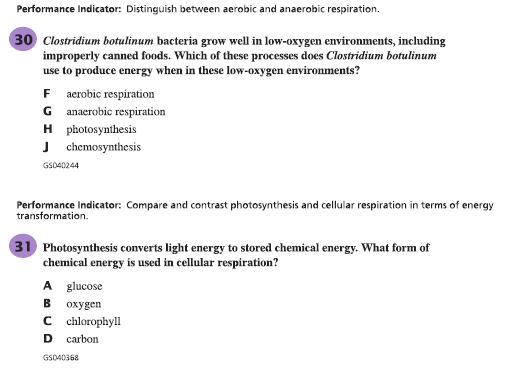 Performance Indicator: Distinguish between aerobic and anaerobic respiration.
30 Clostridium botulinum bacteria grow well in low-oxygen environments, including
improperly canned foods. Which of these processes does Clostridium botulinum
use to produce energy when in these low-oxygen environments?
F aerobic respiration
G anaerobic respiration
H photosynthesis
J chemosynthesis
GS040244
Performance Indicator: Compare and contrast photosynthesis and cellular respiration in terms of energy
transformation.
31 Photosynthesis converts light energy to stored chemical energy. What form of
chemical energy is used in cellular respiration?
A glucose
B oxygen
C chlorophyll
D carbon
GS040368